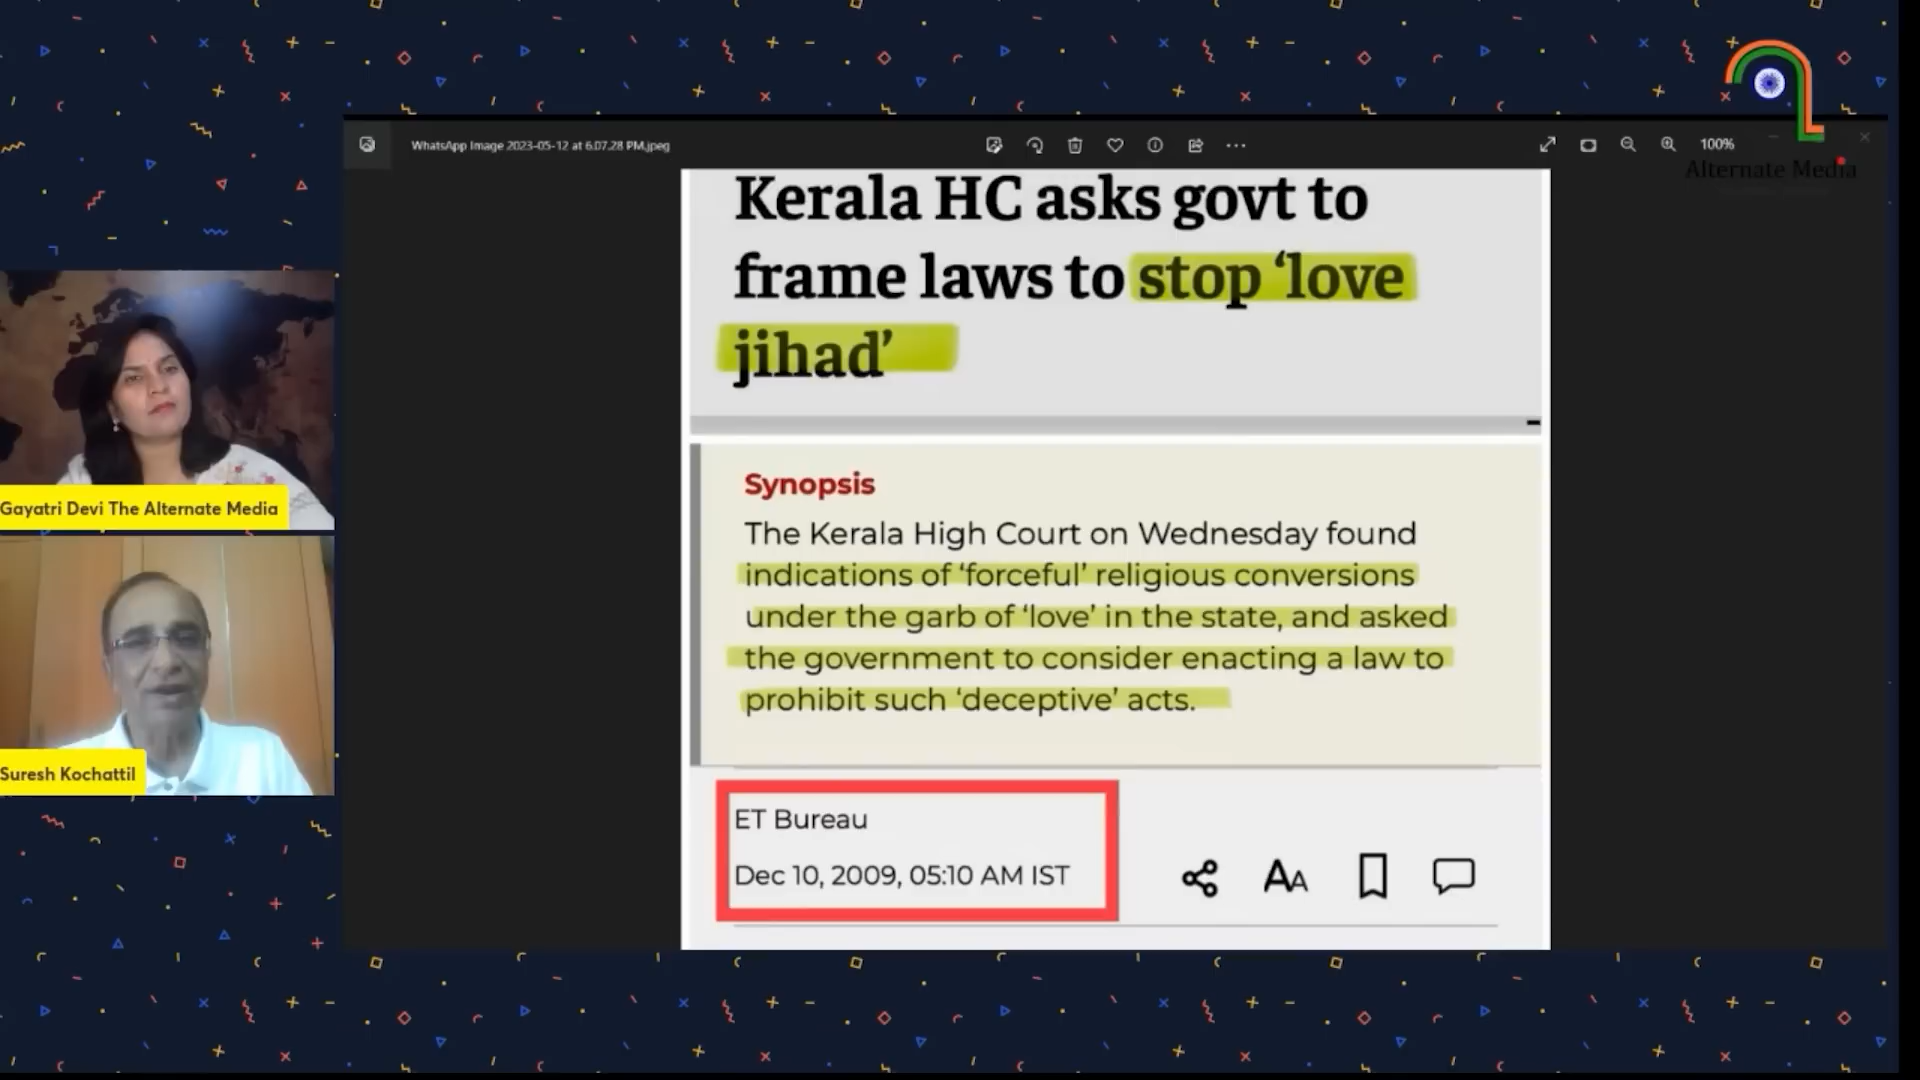 WhatsApp Image 2023-05-12 at 6.07.28 PM.jpeg
100%
Alternate Media
Kerala HC asks govt to
frame laws to stop ‘love
jihad’
Synopsis
The Kerala High Court on Wednesday found
indications of ‘forceful’ religious conversions
under the garb of ‘love’ in the state, and asked
the government to consider enacting a law to
prohibit such ‘deceptive’ acts.
ET Bureau
Dec 10, 2009, 05:10 AM IST
AA
Gayatri Devi The Alternate Media
Suresh Kochattil